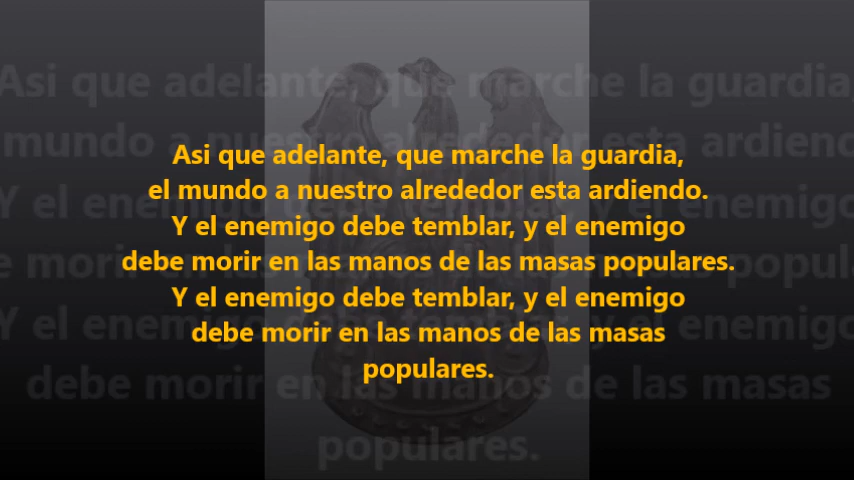 Asi que adelante, que marche la guardia,
el mundo a nuestro alrededor esta ardiendo.
Y el enemigo debe temblar, y el enemigo
debe morir en las manos de las masas populares.
Y el enemigo debe temblar, y el enemigo
debe morir en las manos de las masas
populares.